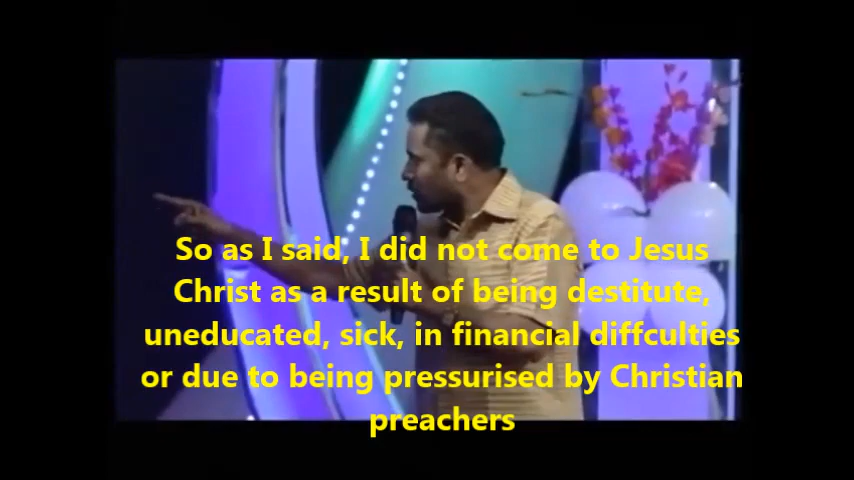 So as I said, I did not come to Jesus
Christ as a result of being destitute,
uneducated, sick, in financial diffculties
or due to being pressurised by Christian
preachers